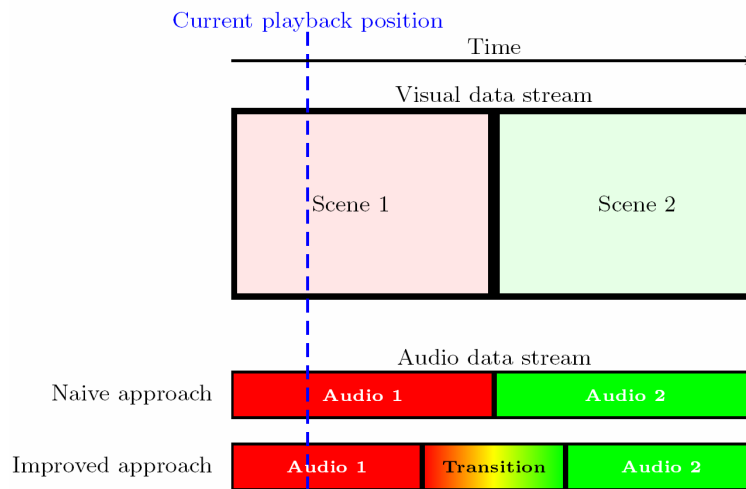 Current playback position
Time
Visual data stream
Scene 1
Scene 2
Audio data stream
Naive approach
Audio 1
Audio 2
Improved approach
Audio 1
Transition
Audio 2